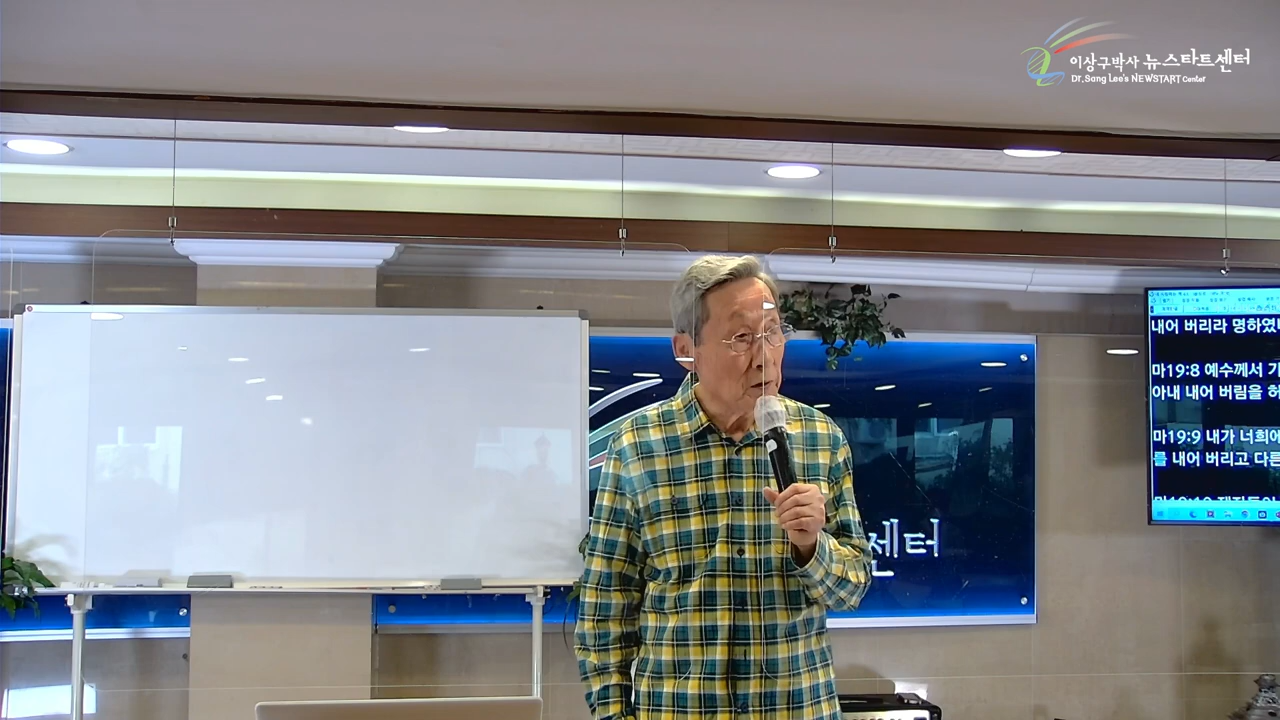 이상구박사 뉴스타트센터
Dr.Sang Lee's NEWSTART Center
내어 버리라 명하였
마19:8 예수께서
아내 내어 버림을 허
마19:9 내가 너희에
를 내어 버리고 다른
센터